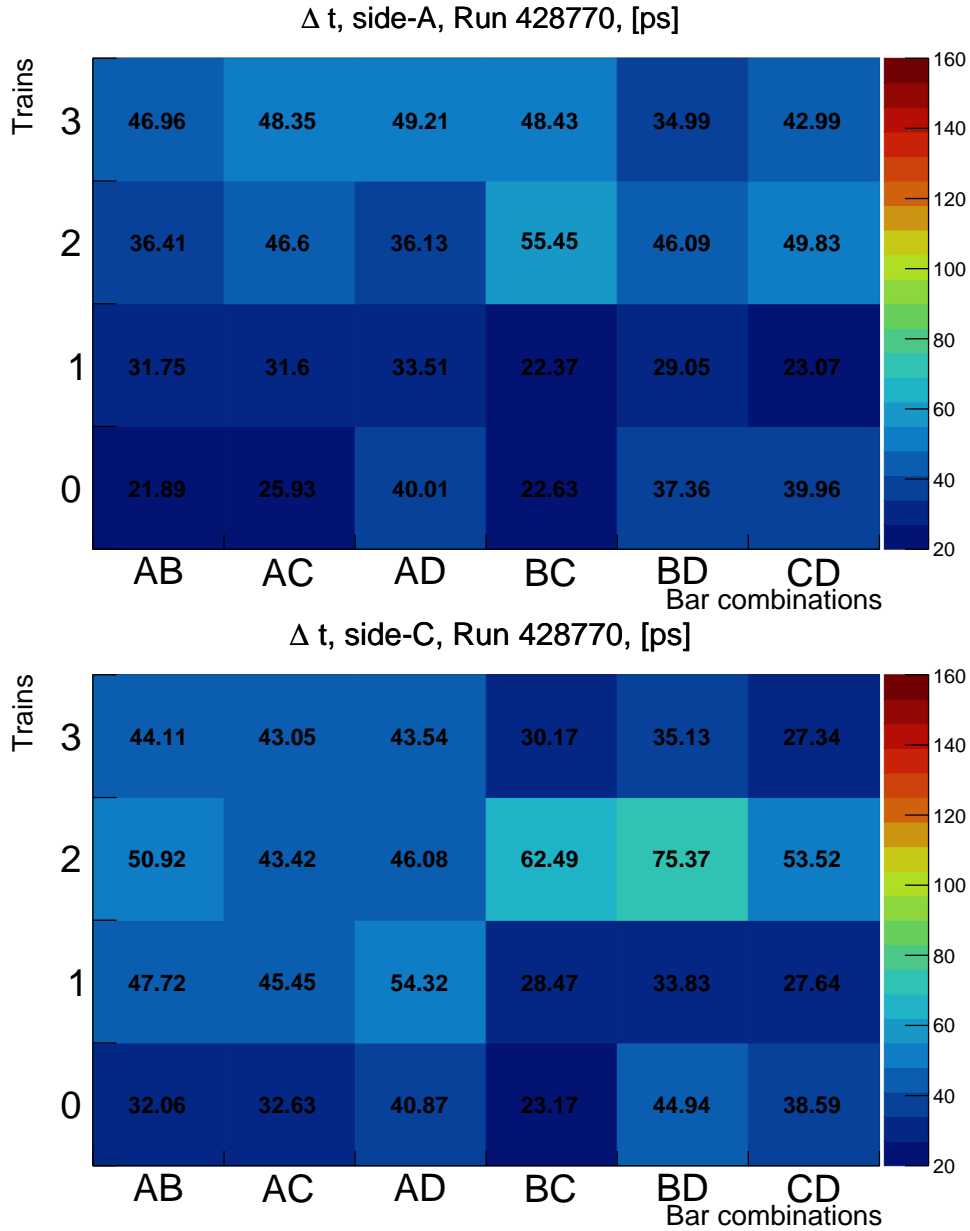 Δ t, side-A, Run 428770, [ps]
Trains
3 46.96 48.35 49.21 48.43 34.99 42.99
2 36.41 46.6 36.13 55.45 46.09 49.83
1 31.75 31.6 33.51 22.37 29.05 23.07
0 21.89 25.93 40.01 22.63 37.36 39.96
AB AC AD BC BD CD
Bar combinations
160
140
120
100
80
60
40
20
Δ t, side-C, Run 428770, [ps]
Trains
3 44.11 43.05 43.54 30.17 35.13 27.34
2 50.92 43.42 46.08 62.49 75.37 53.52
1 47.72 45.45 54.32 28.47 33.83 27.64
0 32.06 32.63 40.87 23.17 44.94 38.59
AB AC AD BC BD CD
Bar combinations
160
140
120
100
80
60
40
20